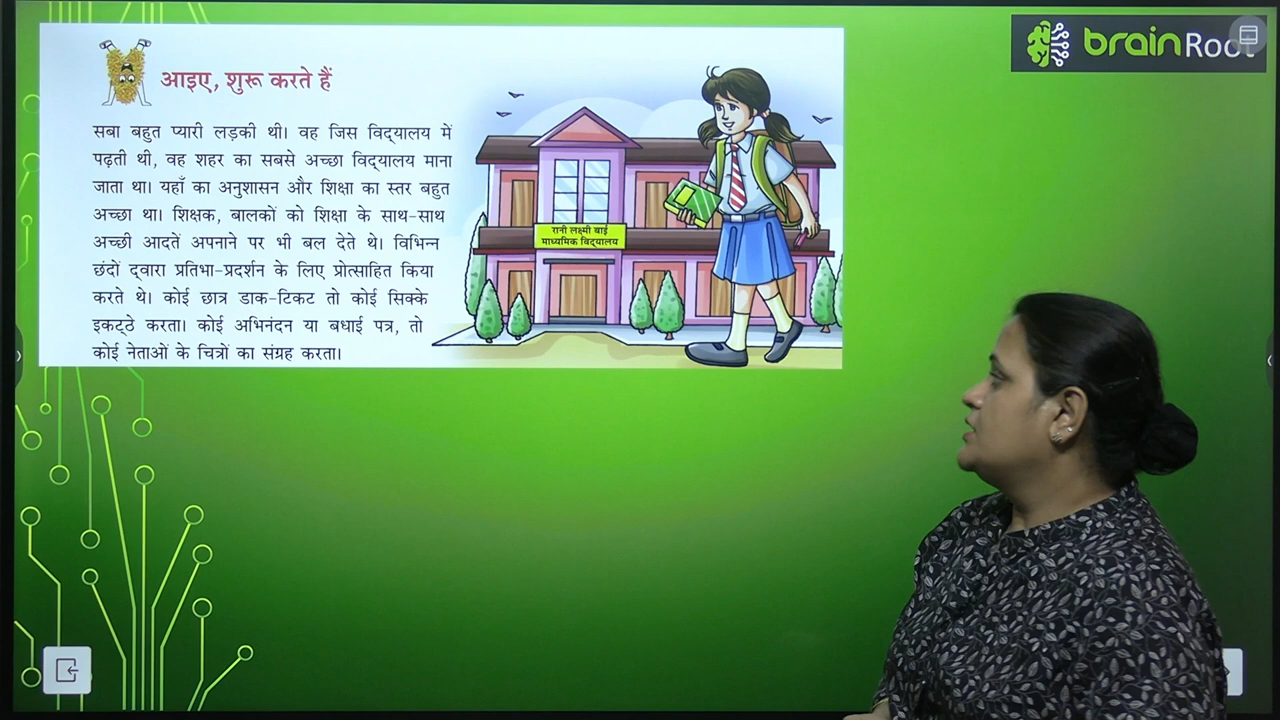 आइए, शुरू करते हैं
सबा बहुत प्यारी लड़की थी। वह जिस विद्यालय में
पढ़ती थी, वह शहर का सबसे अच्छा विद्यालय माना
जाता था। यहाँ का अनुशासन और शिक्षा का स्तर बहुत
अच्छा था। शिक्षक, बालकों को शिक्षा के साथ-साथ
अच्छी आदतें अपनाने पर भी बल देते थे। विभिन्न
छंदों द्वारा प्रतिभा-प्रदर्शन के लिए प्रोत्साहित किया
करते थे। कोई छात्र डाक-टिकट तो कोई सिक्के
इकट्ठे करता। कोई अभिनंदन या बधाई पत्र, तो
कोई नेताओं के चित्रों का संग्रह करता।
रानी लक्ष्मी बाई
माध्यमिक विद्यालय
brain Root